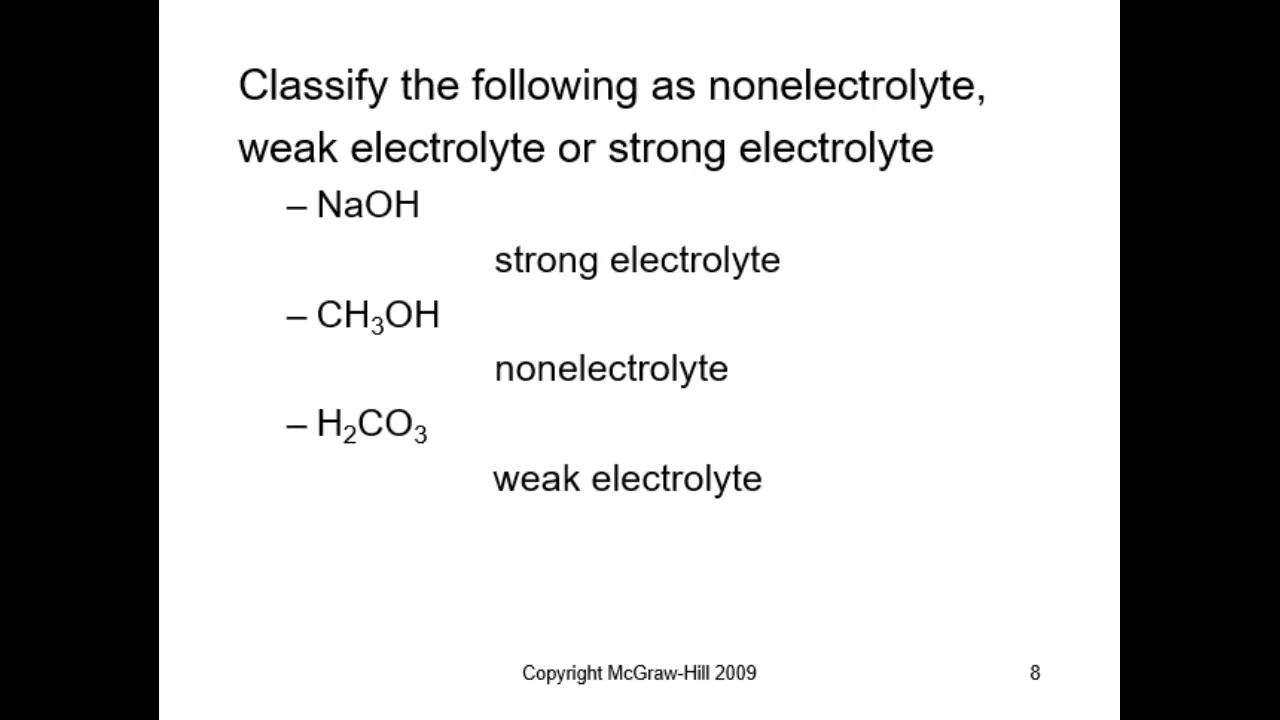 Classify the following as nonelectrolyte,
weak electrolyte or strong electrolyte
– NaOH
strong electrolyte
– CH₃OH
nonelectrolyte
– H₂CO₃
weak electrolyte
Copyright McGraw-Hill 2009 8